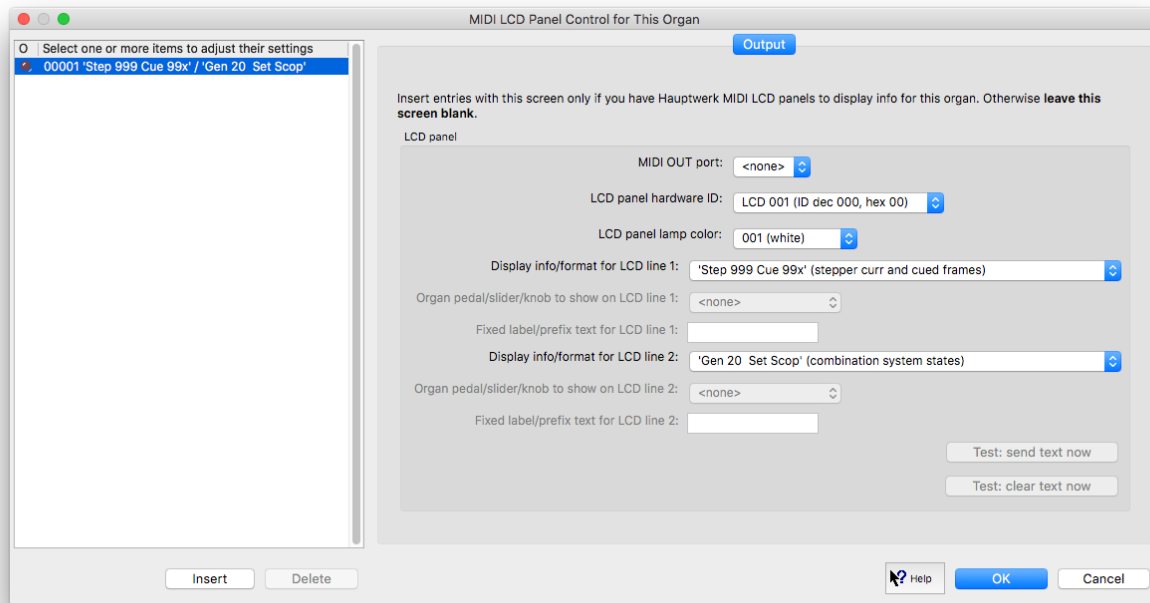 MIDI LCD Panel Control for This Organ
O Select one or more items to adjust their settings
00001 'Step 999 Cue 99x' / 'Gen 20  Set Scop'
Output
Insert entries with this screen only if you have Hauptwerk MIDI LCD panels to display info for this organ. Otherwise leave this
screen blank.
LCD panel
MIDI OUT port: <none>
LCD panel hardware ID: LCD 001 (ID dec 000, hex 00)
LCD panel lamp color: 001 (white)
Display info/format for LCD line 1: 'Step 999 Cue 99x' (stepper curr and cued frames)
Organ pedal/slider/knob to show on LCD line 1: <none>
Fixed label/prefix text for LCD line 1:
Display info/format for LCD line 2: 'Gen 20  Set Scop' (combination system states)
Organ pedal/slider/knob to show on LCD line 2: <none>
Fixed label/prefix text for LCD line 2:
Test: send text now
Test: clear text now
Insert Delete ? Help OK Cancel